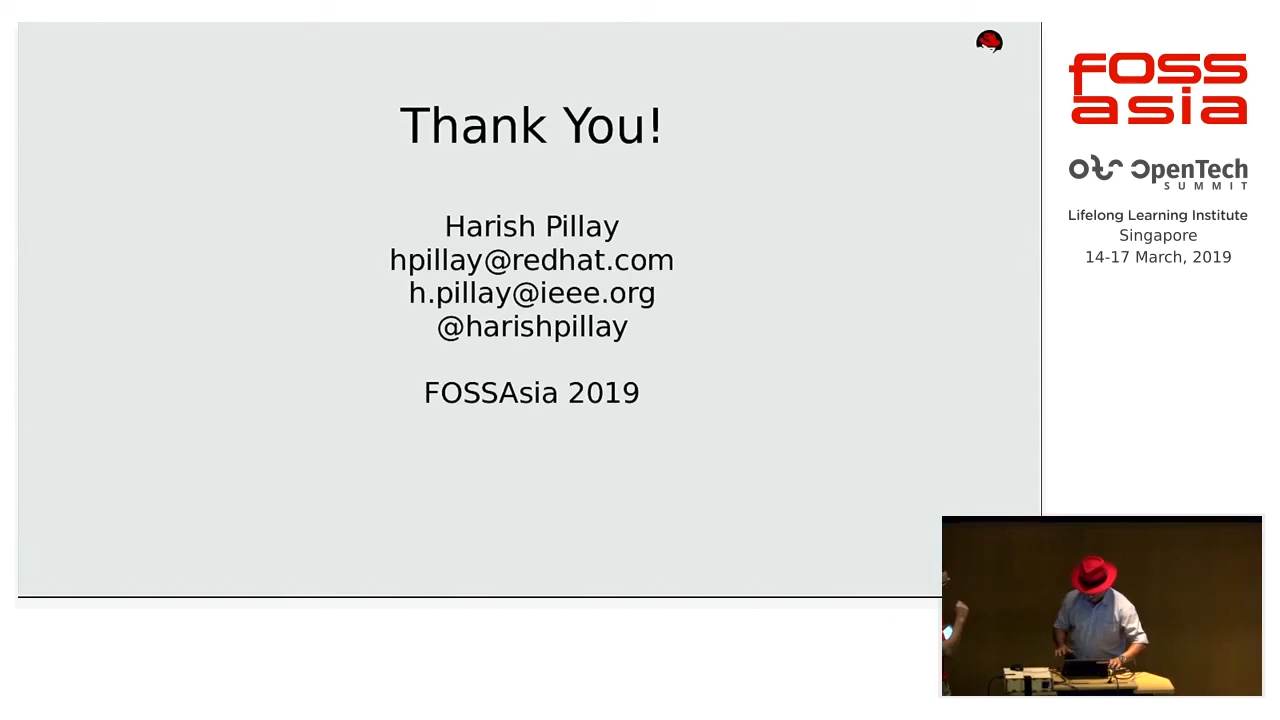 Thank You!
Harish Pillay
hpillay@redhat.com
h.pillay@ieee.org
@harishpillay
FOSSAsia 2019
FOSS
asia
OpenTech
SUMMIT
Lifelong Learning Institute
Singapore
14-17 March, 2019